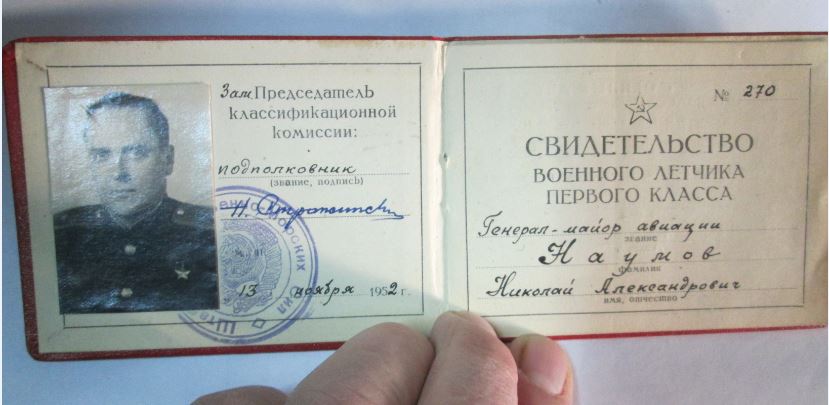 Зам Председатель
классификационной
комиссии:
подполковник
(звание, подпись)
13 ноября 1952 г.
№ 270
СВИДЕТЕЛЬСТВО
ВОЕННОГО ЛЕТЧИКА
ПЕРВОГО КЛАССА
Генерал-майор авиации
звание
Наумов
фамилия
Николай Александрович
имя, отчество